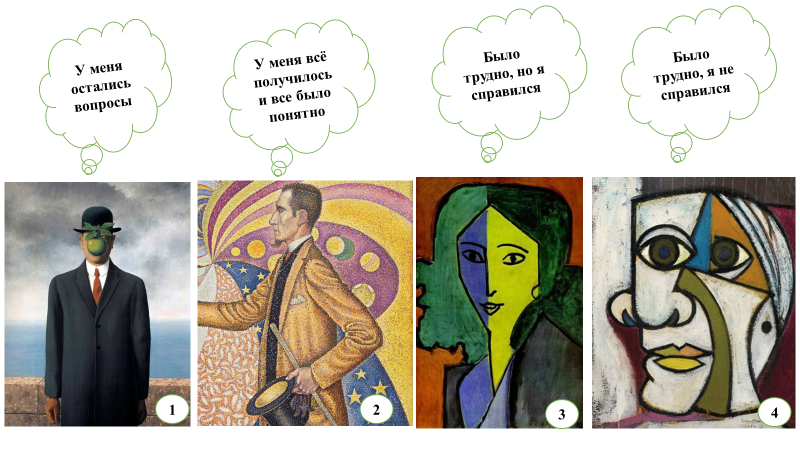 У меня
остались
вопросы
У меня всё
получилось
и все было
понятно
Было
трудно, но я
справился
Было
трудно, я не
справился
1
2
3
4